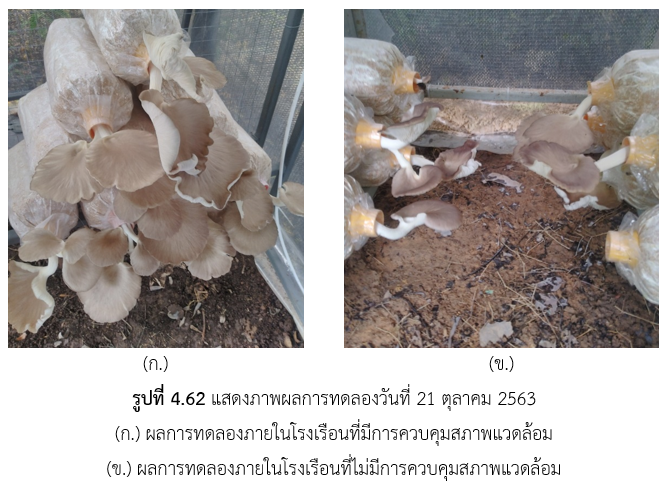 (ก.) (ข.)
รูปที่ 4.62 แสดงภาพผลการทดลองวันที่ 21 ตุลาคม 2563
(ก.) ผลการทดลองภายในโรงเรือนที่มีการควบคุมสภาพแวดล้อม
(ข.) ผลการทดลองภายในโรงเรือนที่ไม่มีการควบคุมสภาพแวดล้อม